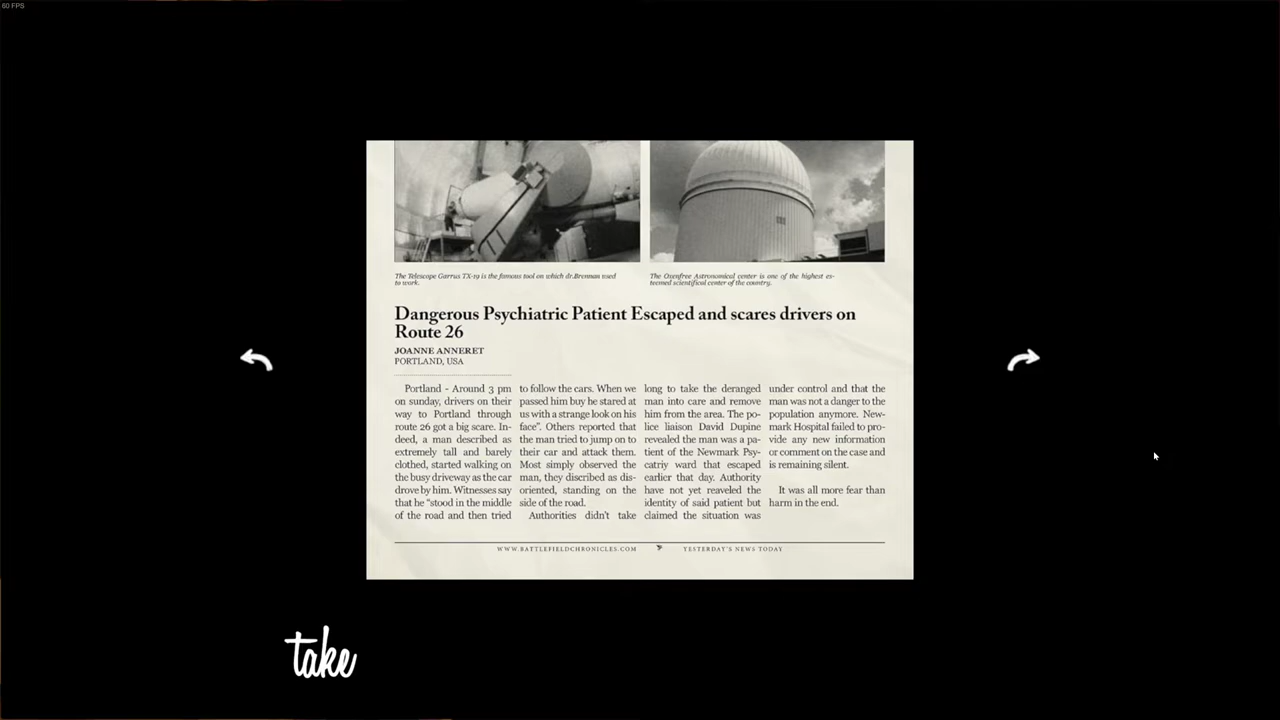 60 FPS
The Telescope Garrus TX-19 is the famous tool on which dr.Brennan used
to work.
The Oxenfree Astronomical center is one of the highest es-
teemed scientifical center of the country.
Dangerous Psychiatric Patient Escaped and scares drivers on
Route 26
JOANNE ANNERET
PORTLAND, USA
Portland - Around 3 pm
on sunday, drivers on their
way to Portland through
route 26 got a big scare. In-
deed, a man described as
extremely tall and barely
clothed, started walking on
the busy driveway as the car
drove by him. Witnesses say
that he “stood in the middle
of the road and then tried
to follow the cars. When we
passed him buy he stared at
us with a strange look on his
face”. Others reported that
the man tried to jump on to
their car and attack them.
Most simply observed the
man, they discribed as dis-
oriented, standing on the
side of the road.
Authorities didn’t take
long to take the deranged
man into care and remove
him from the area. The po-
lice liaison David Dupine
revealed the man was a pa-
tient of the Newmark Psy-
catriy ward that escaped
earlier that day. Authority
have not yet reaveled the
identity of said patient but
claimed the situation was
under control and that the
man was not a danger to the
population anymore. New-
mark Hospital failed to pro-
vide any new information
or comment on the case and
is remaining silent.
It was all more fear than
harm in the end.
WWW.BATTLEFIELDCHRONICLES.COM YESTERDAY'S NEWS TODAY
take